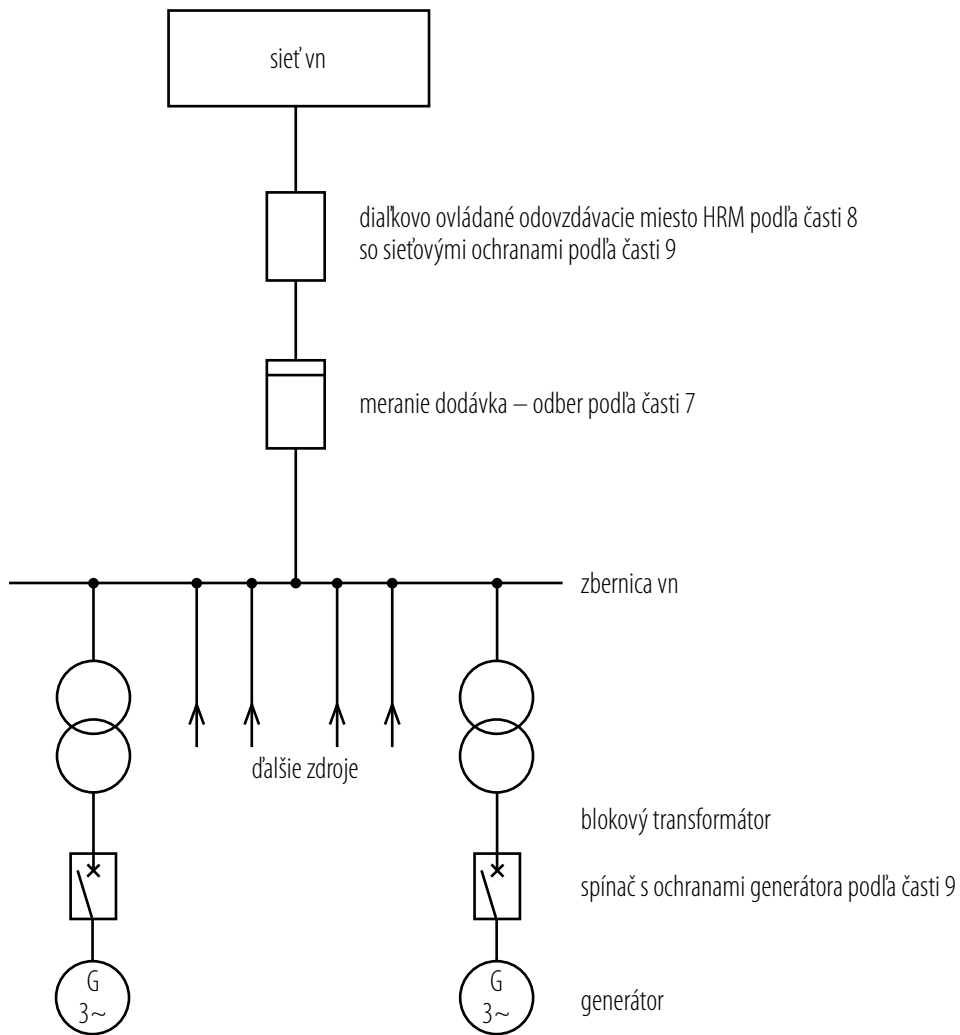 sieť vn
diaľkovo ovládané odovzdávacie miesto HRM podľa časti 8
so sieťovými ochranami podľa časti 9
meranie dodávka – odber podľa časti 7
zbernica vn
ďalšie zdroje
blokový transformátor
spínač s ochranami generátora podľa časti 9
G
3~
G
3~
generátor